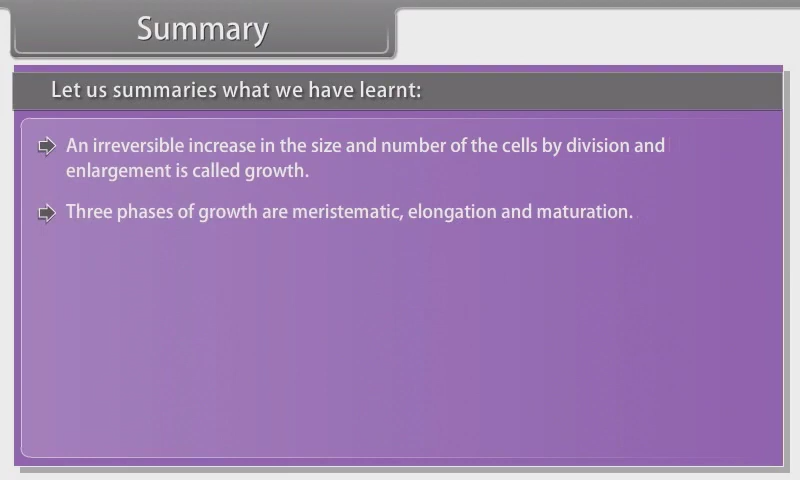 Summary
Let us summaries what we have learnt:
An irreversible increase in the size and number of the cells by division and
enlargement is called growth.
Three phases of growth are meristematic, elongation and maturation.